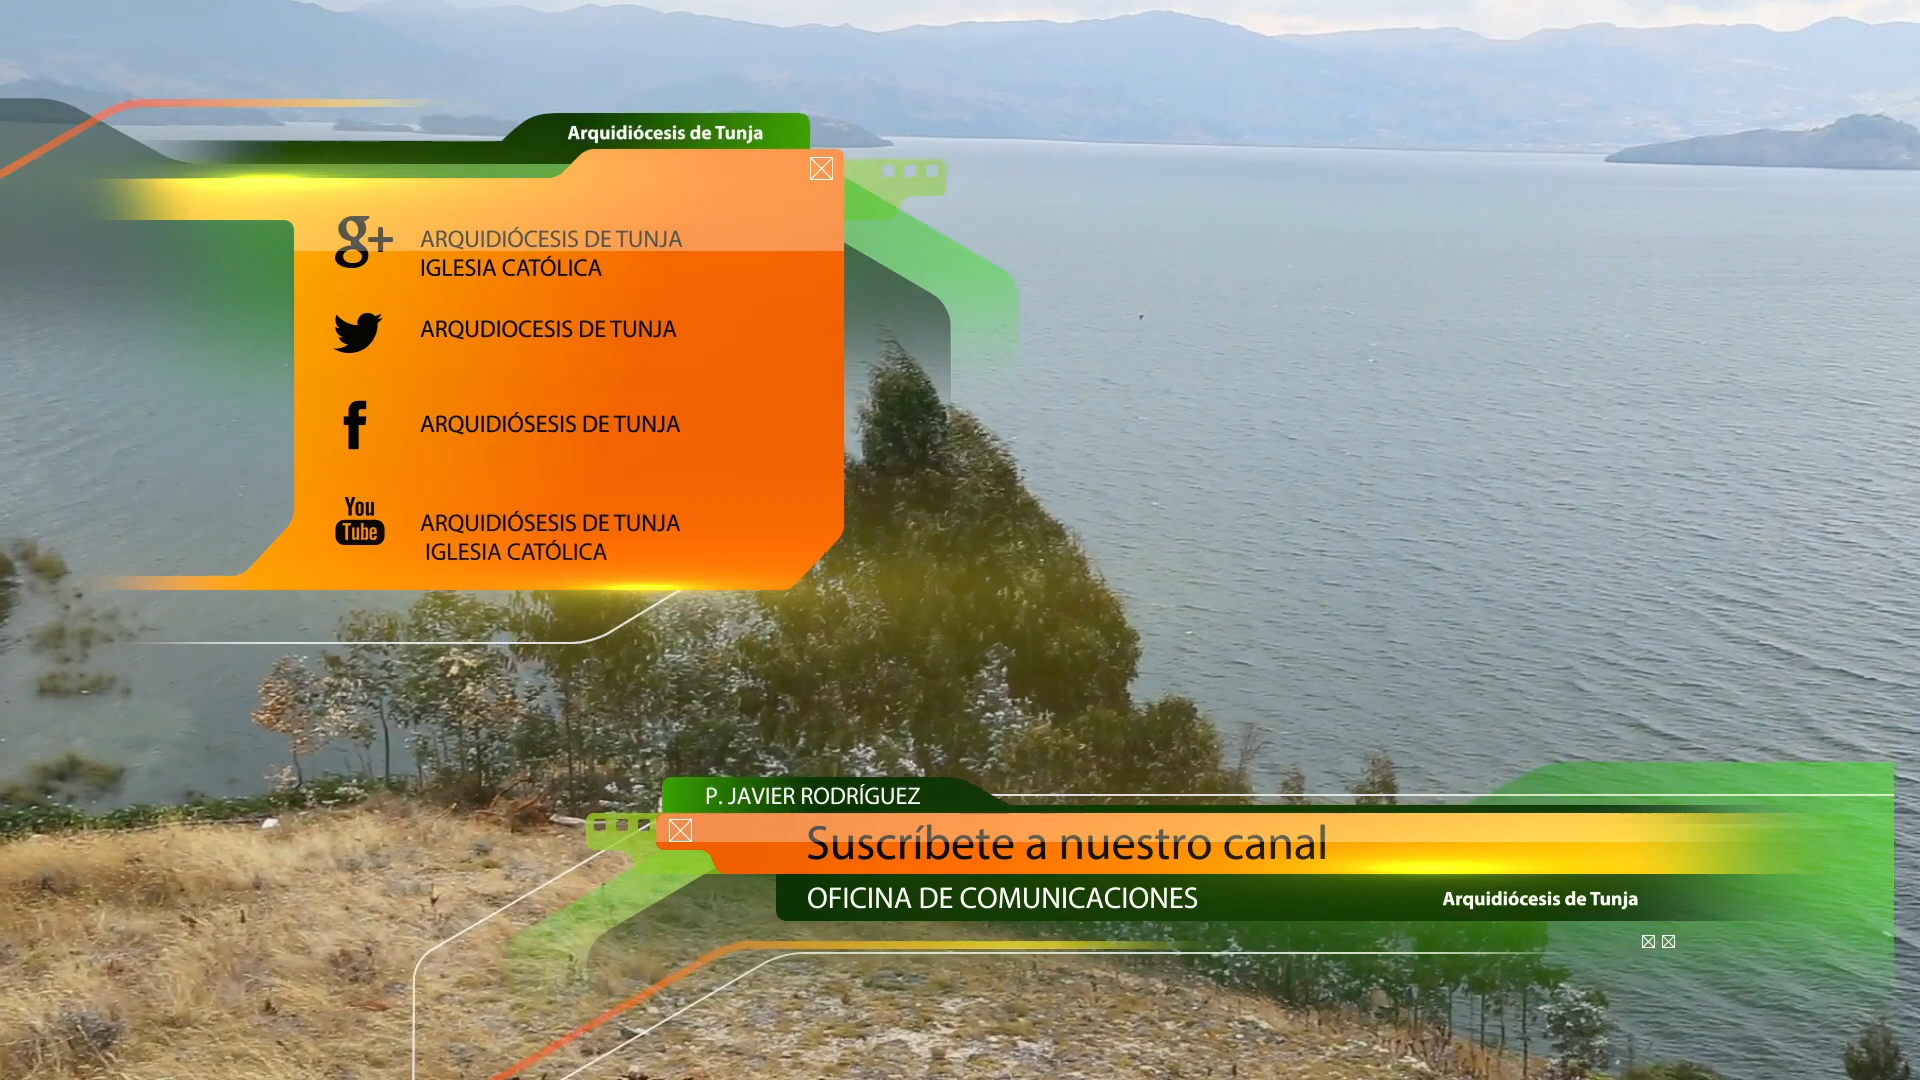 Arquidiócesis de Tunja
g+ ARQUIDIÓCESIS DE TUNJA
IGLESIA CATÓLICA
ARQUDIOCESIS DE TUNJA
f ARQUIDIÓSESIS DE TUNJA
You
Tube
ARQUIDIÓSESIS DE TUNJA
IGLESIA CATÓLICA
P. JAVIER RODRÍGUEZ
Suscríbete a nuestro canal
OFICINA DE COMUNICACIONES
Arquidiócesis de Tunja